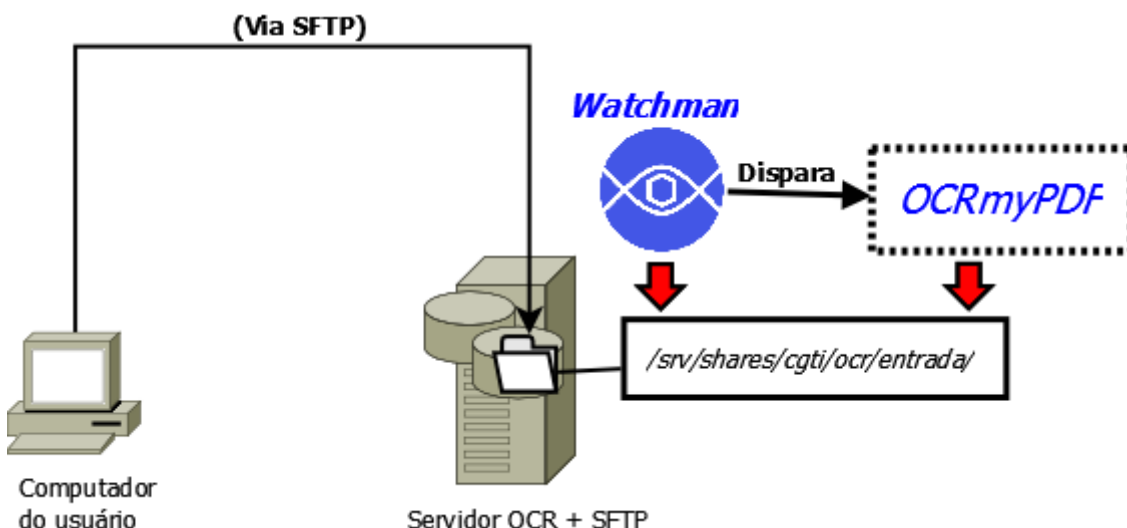 (Via SFTP)
Watchman
Dispara
OCRmyPDF
/srv/shares/cgti/ocr/entrada/
Computador
do usuário
Servidor OCR + SFTP